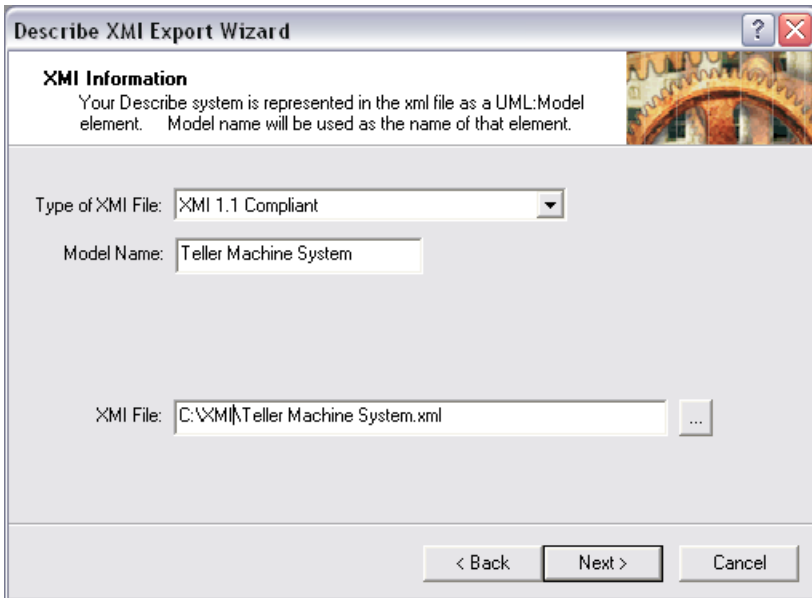 Describe XMI Export Wizard
?
XMI Information
Your Describe system is represented in the xml file as a UML:Model
element. Model name will be used as the name of that element.
Type of XMI File: XMI 1.1 Compliant
Model Name: Teller Machine System
XMI File: C:\XMI\Teller Machine System.xml ...
< Back Next > Cancel